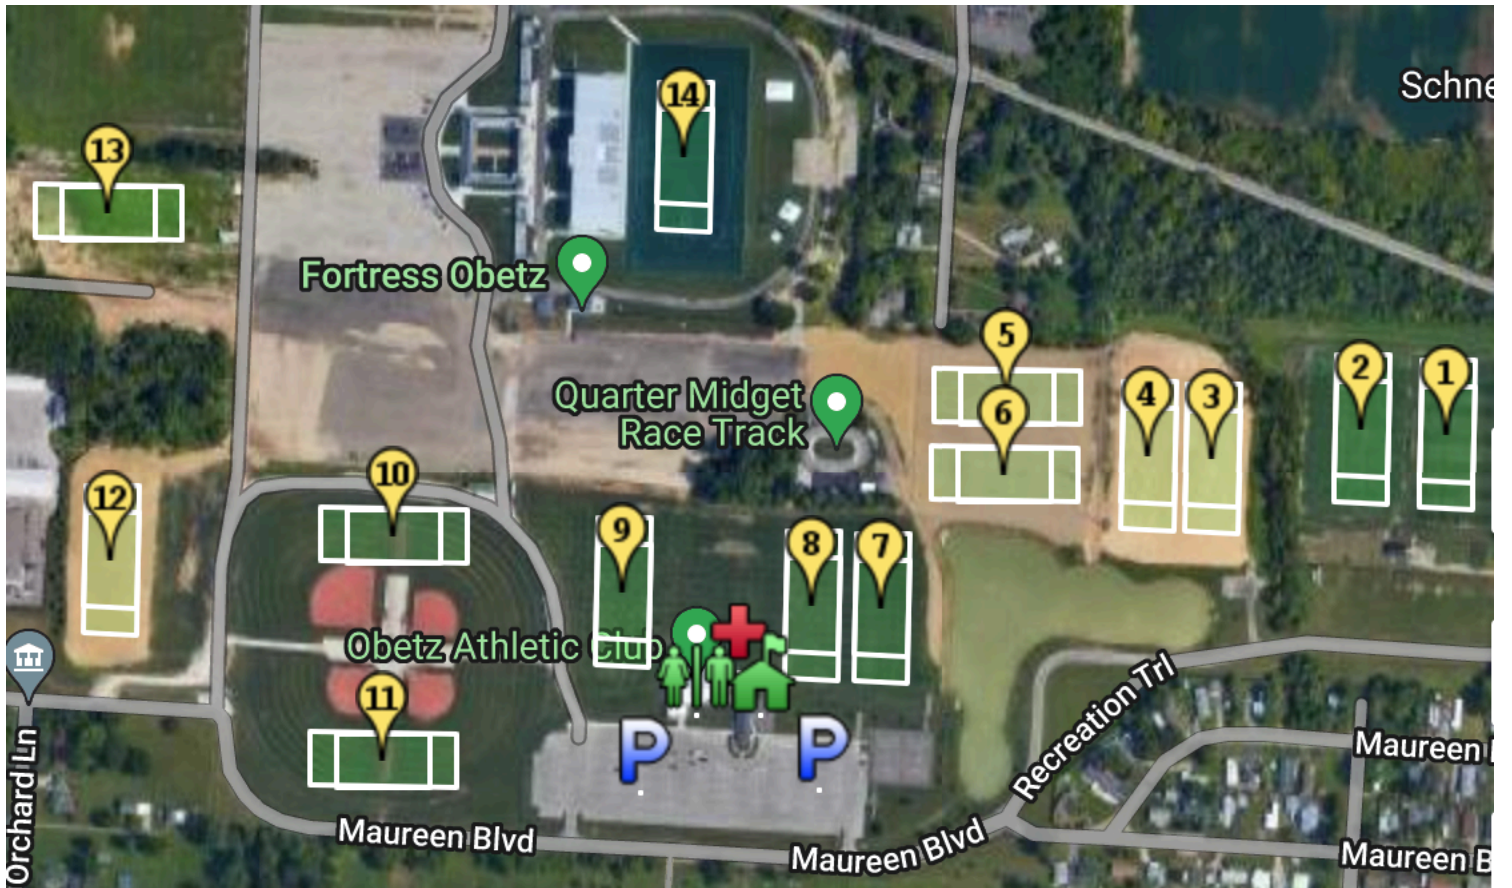 Schne
14
13
Fortress Obetz
5
2
1
Quarter Midget
Race Track
4
3
6
10
12
9
8
7
Obetz Athletic Club
11
P
P
Recreation Trl
Maureen
Orchard Ln
Maureen Blvd
Maureen Blvd
Maureen B